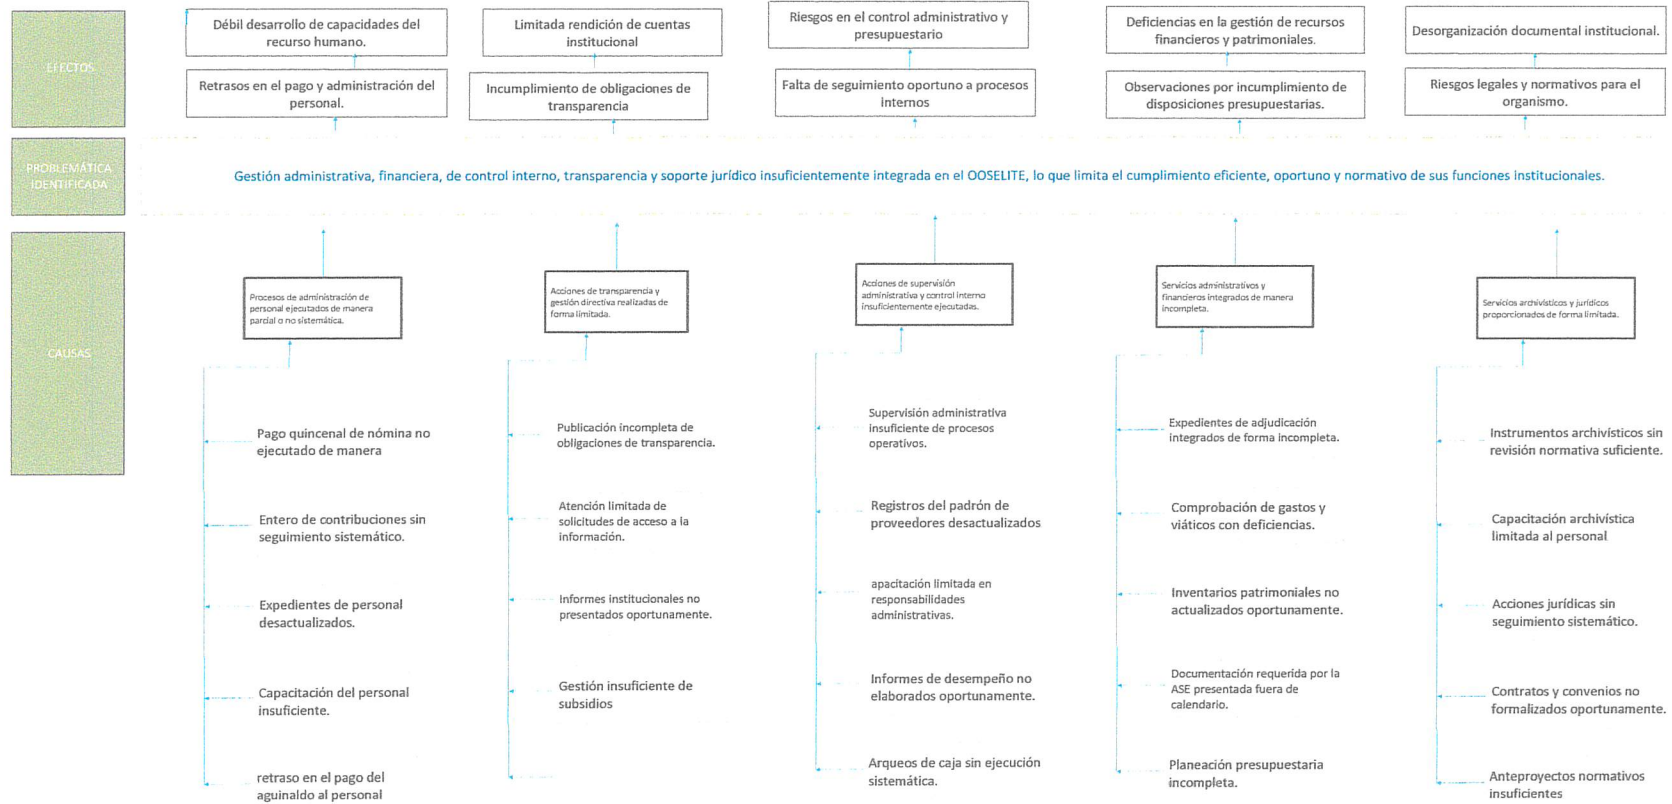 EFECTOS
Débil desarrollo de capacidades del
recurso humano.
Limitada rendición de cuentas
institucional
Riesgos en el control administrativo y
presupuestario
Deficiencias en la gestión de recursos
financieros y patrimoniales.
Desorganización documental institucional.
Retrasos en el pago y administración del
personal.
Incumplimiento de obligaciones de
transparencia
Falta de seguimiento oportuno a procesos
internos
Observaciones por incumplimiento de
disposiciones presupuestarias.
Riesgos legales y normativos para el
organismo.
PROBLEMÁTICA
IDENTIFICADA
Gestión administrativa, financiera, de control interno, transparencia y soporte jurídico insuficientemente integrada en el OOSELITE, lo que limita el cumplimiento eficiente, oportuno y normativo de sus funciones institucionales.
CAUSAS
Procesos de administración de
personal ejecutados de manera
parcial o no sistemática.
Pago quincenal de nómina no
ejecutado de manera
Entero de contribuciones sin
seguimiento sistemático.
Expedientes de personal
desactualizados.
Capacitación del personal
insuficiente.
retraso en el pago del
aguinaldo al personal
Acciones de transparencia y
gestión directiva realizadas de
forma limitada.
Publicación incompleta de
obligaciones de transparencia.
Atención limitada de
solicitudes de acceso a la
información.
Informes institucionales no
presentados oportunamente.
Gestión insuficiente de
subsidios
Acciones de supervisión
administrativa y control interno
insuficientemente ejecutadas.
Supervisión administrativa
insuficiente de procesos
operativos.
Registros del padrón de
proveedores desactualizados
apacitación limitada en
responsabilidades
administrativas.
Informes de desempeño no
elaborados oportunamente.
Arqueos de caja sin ejecución
sistemática.
Servicios administrativos y
financieros integrados de manera
incompleta.
Expedientes de adjudicación
integrados de forma incompleta.
Comprobación de gastos y
viáticos con deficiencias.
Inventarios patrimoniales no
actualizados oportunamente.
Documentación requerida por la
ASE presentada fuera de
calendario.
Planeación presupuestaria
incompleta.
Servicios archivísticos y jurídicos
proporcionados de forma limitada.
Instrumentos archivísticos sin
revisión normativa suficiente.
Capacitación archivística
limitada al personal
Acciones jurídicas sin
seguimiento sistemático.
Contratos y convenios no
formalizados oportunamente.
Anteproyectos normativos
insuficientes